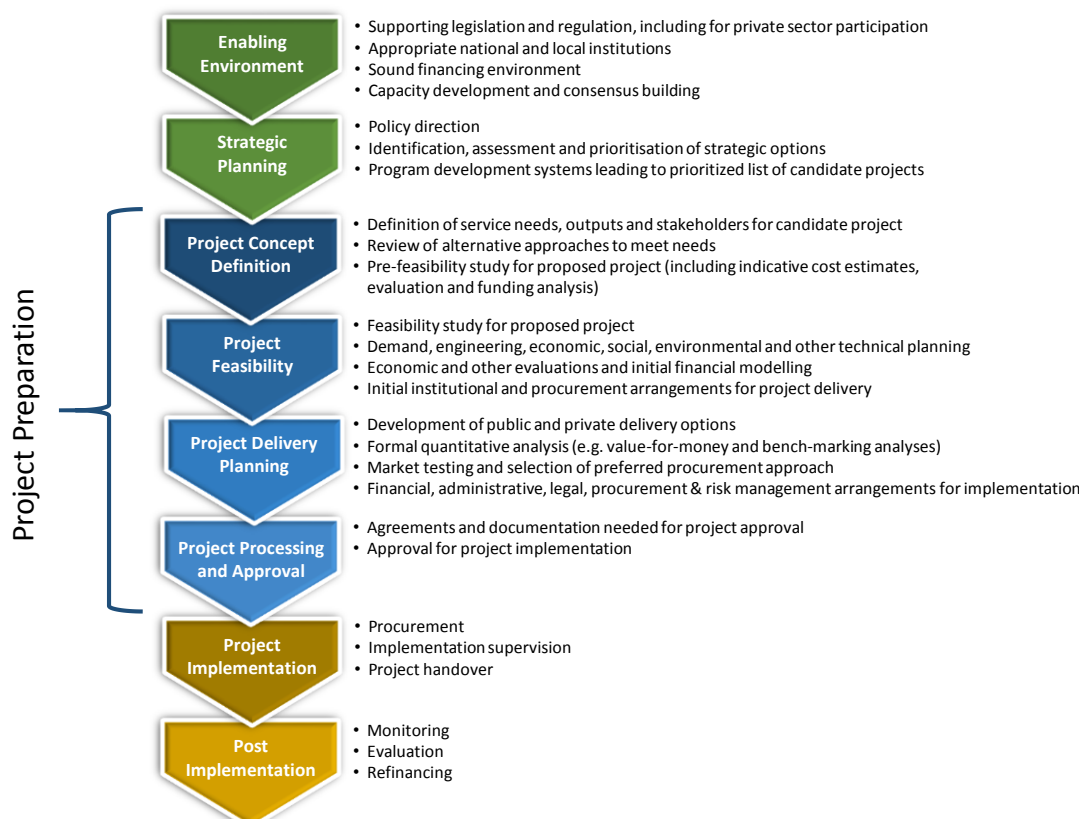 Enabling
Environment
• Supporting legislation and regulation, including for private sector participation
• Appropriate national and local institutions
• Sound financing environment
• Capacity development and consensus building
Strategic
Planning
• Policy direction
• Identification, assessment and prioritisation of strategic options
• Program development systems leading to prioritized list of candidate projects
Project Preparation
Project Concept
Definition
• Definition of service needs, outputs and stakeholders for candidate project
• Review of alternative approaches to meet needs
• Pre-feasibility study for proposed project (including indicative cost estimates,
evaluation and funding analysis)
Project
Feasibility
• Feasibility study for proposed project
• Demand, engineering, economic, social, environmental and other technical planning
• Economic and other evaluations and initial financial modelling
• Initial institutional and procurement arrangements for project delivery
Project Delivery
Planning
• Development of public and private delivery options
• Formal quantitative analysis (e.g. value-for-money and bench-marking analyses)
• Market testing and selection of preferred procurement approach
• Financial, administrative, legal, procurement & risk management arrangements for implementation
Project Processing
and Approval
• Agreements and documentation needed for project approval
• Approval for project implementation
Project
Implementation
• Procurement
• Implementation supervision
• Project handover
Post
Implementation
• Monitoring
• Evaluation
• Refinancing